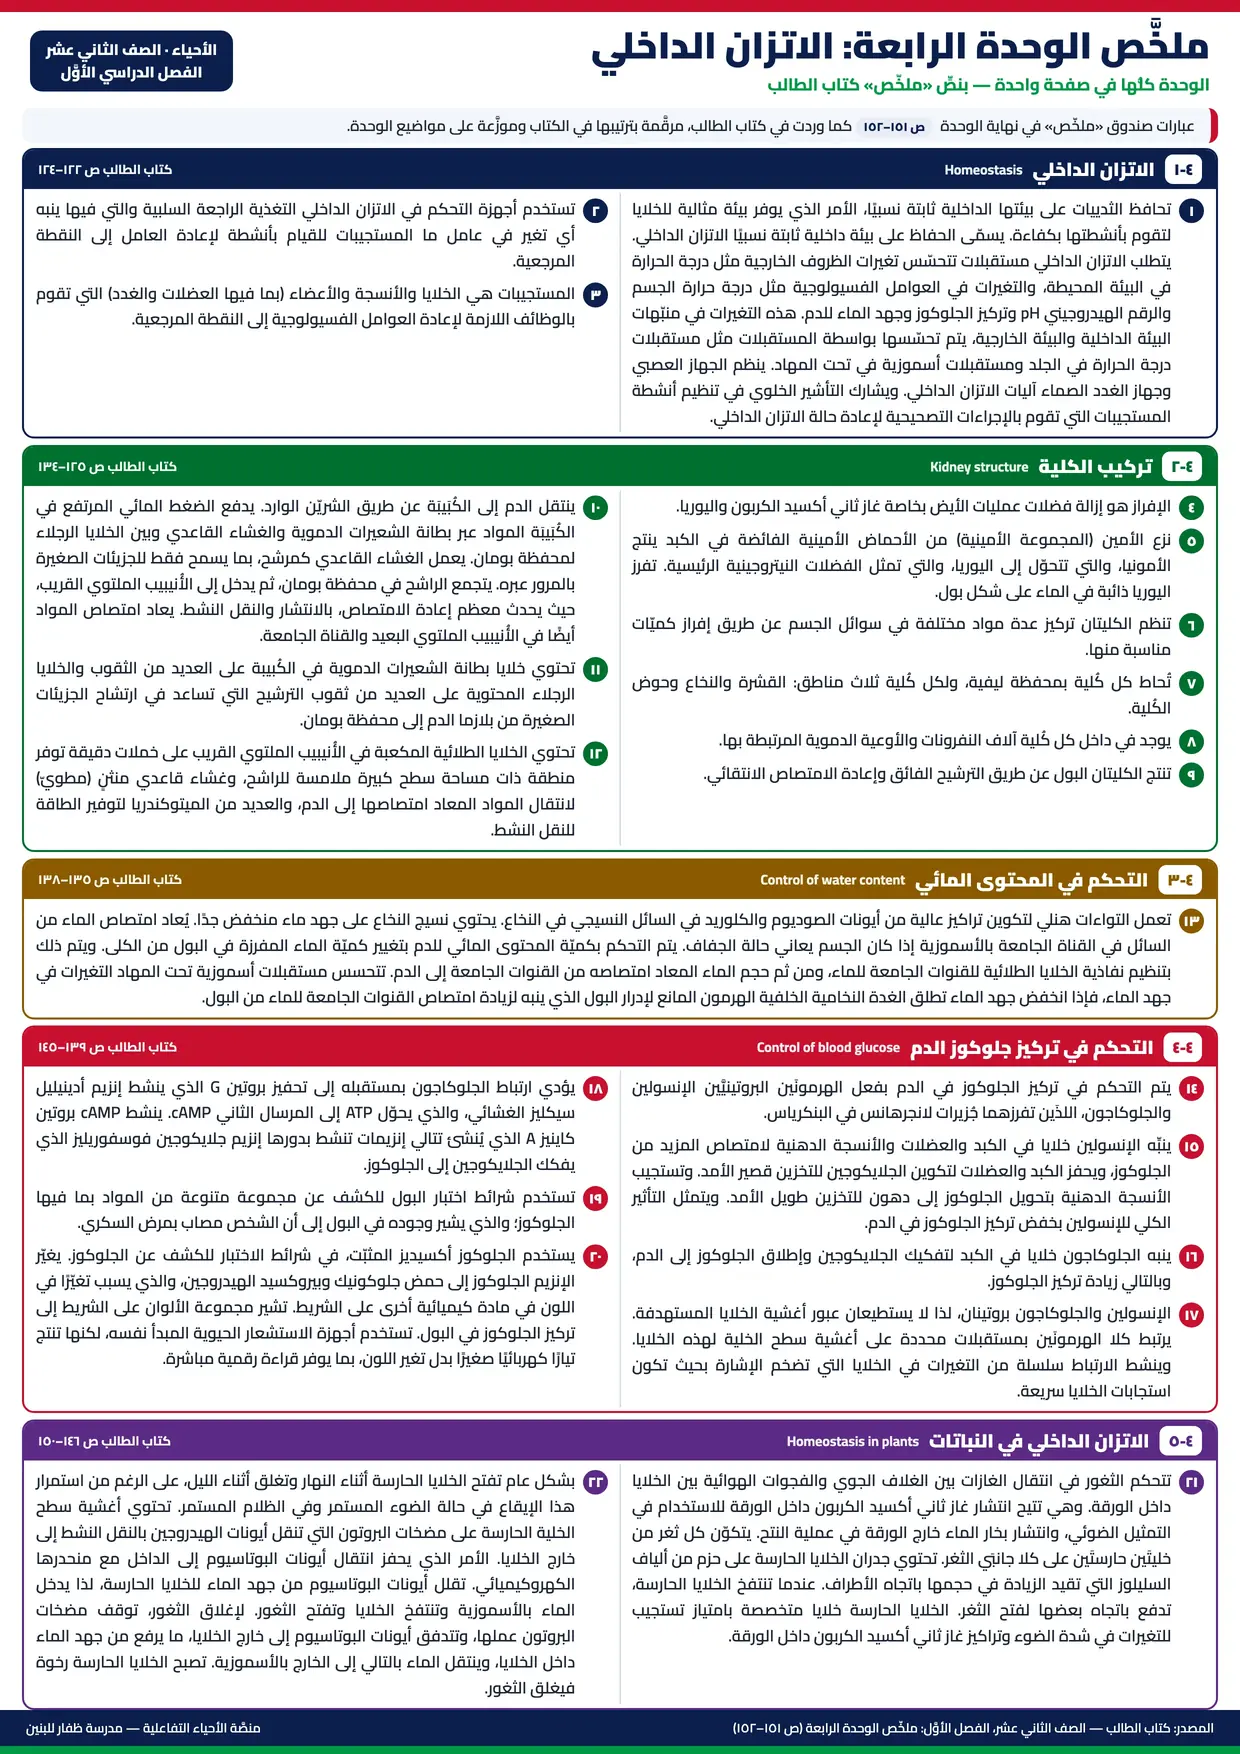 ملخَّص الوحدة الرابعة: الاتزان الداخلي
الوحدة كلّها في صفحة واحدة — بنصّ «ملخّص» كتاب الطالب
الأحياء · الصف الثاني عشر
الفصل الدراسي الأوّل
عبارات صندوق «ملخّص» في نهاية الوحدة ص ١٥١–١٥٢ كما وردت في كتاب الطالب، مرقّمة بترتيبها في الكتاب وموزّعة على مواضيع الوحدة.
٤-١ الاتزان الداخلي Homeostasis
كتاب الطالب ص ١٢٢–١٢٤
١ تحافظ الثدييات على بيئتها الداخلية ثابتة نسبيًا، الأمر الذي يوفر بيئة مثالية للخلايا
لتقوم بأنشطتها بكفاءة. يسمّى الحفاظ على بيئة داخلية ثابتة نسبيًا الاتزان الداخلي.
يتطلب الاتزان الداخلي مستقبلات تتحسّس تغيرات الظروف الخارجية مثل درجة الحرارة
في البيئة المحيطة، والتغيرات في العوامل الفسيولوجية مثل درجة حرارة الجسم
والرقم الهيدروجيني pH وتركيز الجلوكوز وجهد الماء للدم. هذه التغيرات في منبّهات
البيئة الداخلية والبيئة الخارجية، يتم تحسّسها بواسطة المستقبلات مثل مستقبلات
درجة الحرارة في الجلد ومستقبلات أسموزية في تحت المهاد. ينظم الجهاز العصبي
وجهاز الغدد الصماء آليات الاتزان الداخلي. ويشارك التأشير الخلوي في تنظيم أنشطة
المستجيبات التي تقوم بالإجراءات التصحيحية لإعادة حالة الاتزان الداخلي.
٢ تستخدم أجهزة التحكم في الاتزان الداخلي التغذية الراجعة السلبية والتي فيها ينبه
أي تغير في عامل ما المستجيبات للقيام بأنشطة لإعادة العامل إلى النقطة
المرجعية.
٣ المستجيبات هي الخلايا والأنسجة والأعضاء (بما فيها العضلات والغدد) التي تقوم
بالوظائف اللازمة لإعادة العوامل الفسيولوجية إلى النقطة المرجعية.
٤-٢ تركيب الكلية Kidney structure
كتاب الطالب ص ١٢٥–١٣٤
٤ الإفراز هو إزالة فضلات عمليات الأيض بخاصة غاز ثاني أكسيد الكربون واليوريا.
٥ نزع الأمين (المجموعة الأمينية) من الأحماض الأمينية الفائضة في الكبد ينتج
الأمونيا، والتي تتحوّل إلى اليوريا، والتي تمثل الفضلات النيتروجينية الرئيسية. تفرز
اليوريا ذائبة في الماء على شكل بول.
٦ تنظم الكليتان تركيز عدة مواد مختلفة في سوائل الجسم عن طريق إفراز كميّات
مناسبة منها.
٧ تُحاط كل كُلية بمحفظة ليفية، ولكل كُلية ثلاث مناطق: القشرة والنخاع وحوض
الكُلية.
٨ يوجد في داخل كل كُلية آلاف النفرونات والأوعية الدموية المرتبطة بها.
٩ تنتج الكليتان البول عن طريق الترشيح الفائق وإعادة الامتصاص الانتقائي.
١٠ ينتقل الدم إلى الكُبَيبَة عن طريق الشريّن الوارد. يدفع الضغط المائي المرتفع في
الكُبَيبَة المواد عبر بطانة الشعيرات الدموية والغشاء القاعدي وبين الخلايا الرجلاء
لمحفظة بومان. يعمل الغشاء القاعدي كمرشح، بما يسمح فقط للجزيئات الصغيرة
بالمرور عبره. يتجمع الراشح في محفظة بومان، ثم يدخل إلى الأُنيبيب الملتوي القريب،
حيث يحدث معظم إعادة الامتصاص، بالانتشار والنقل النشط. يعاد امتصاص المواد
أيضًا في الأُنيبيب الملتوي البعيد والقناة الجامعة.
١١ تحتوي خلايا بطانة الشعيرات الدموية في الكُبيبة على العديد من الثقوب والخلايا
الرجلاء المحتوية على العديد من ثقوب الترشيح التي تساعد في ارتشاح الجزيئات
الصغيرة من بلازما الدم إلى محفظة بومان.
١٢ تحتوي الخلايا الطلائية المكعبة في الأُنيبيب الملتوي القريب على خملات دقيقة توفر
منطقة ذات مساحة سطح كبيرة ملامسة للراشح، وغشاء قاعدي منثنٍ (مطويّ)
لانتقال المواد المعاد امتصاصها إلى الدم، والعديد من الميتوكندريا لتوفير الطاقة
للنقل النشط.
٤-٣ التحكم في المحتوى المائي Control of water content
كتاب الطالب ص ١٣٥–١٣٨
١٣ تعمل التواءات هنلي لتكوين تراكيز عالية من أيونات الصوديوم والكلوريد في السائل النسيجي في النخاع. يحتوي نسيج النخاع على جهد ماء منخفض جدًا. يُعاد امتصاص الماء من
السائل في القناة الجامعة بالأسموزية إذا كان الجسم يعاني حالة الجفاف. يتم التحكم بكميّة المحتوى المائي للدم بتغيير كميّة الماء المفرزة في البول من الكلى. ويتم ذلك
بتنظيم نفاذية الخلايا الطلائية للقنوات الجامعة للماء، ومن ثم حجم الماء المعاد امتصاصه من القنوات الجامعة إلى الدم. تتحسس مستقبلات أسموزية تحت المهاد التغيرات في
جهد الماء، فإذا انخفض جهد الماء تطلق الغدة النخامية الخلفية الهرمون المانع لإدرار البول الذي ينبه لزيادة امتصاص القنوات الجامعة للماء من البول.
٤-٤ التحكم في تركيز جلوكوز الدم Control of blood glucose
كتاب الطالب ص ١٣٩–١٤٥
١٤ يتم التحكم في تركيز الجلوكوز في الدم بفعل الهرمونَين البروتينيَّين الإنسولين
والجلوكاجون، اللذَين تفرزهما جُزيرات لانجرهانس في البنكرياس.
١٥ ينبّه الإنسولين خلايا في الكبد والعضلات والأنسجة الدهنية لامتصاص المزيد من
الجلوكوز، ويحفز الكبد والعضلات لتكوين الجلايكوجين للتخزين قصير الأمد. وتستجيب
الأنسجة الدهنية بتحويل الجلوكوز إلى دهون للتخزين طويل الأمد. ويتمثل التأثير
الكلي للإنسولين بخفض تركيز الجلوكوز في الدم.
١٦ ينبه الجلوكاجون خلايا في الكبد لتفكيك الجلايكوجين وإطلاق الجلوكوز إلى الدم،
وبالتالي زيادة تركيز الجلوكوز.
١٧ الإنسولين والجلوكاجون بروتينان، لذا لا يستطيعان عبور أغشية الخلايا المستهدفة.
يرتبط كلا الهرمونَين بمستقبلات محددة على أغشية سطح الخلية لهذه الخلايا.
وينشط الارتباط سلسلة من التغيرات في الخلايا التي تضخم الإشارة بحيث تكون
استجابات الخلايا سريعة.
١٨ يؤدي ارتباط الجلوكاجون بمستقبله إلى تحفيز بروتين G الذي ينشط إنزيم أدينيليل
سيكليز الغشائي، والذي يحوّل ATP إلى المرسال الثاني cAMP. ينشط cAMP بروتين
كاينيز A الذي يُنشئ تتالي إنزيمات تنشط بدورها إنزيم جلايكوجين فوسفوريليز الذي
يفكك الجلايكوجين إلى الجلوكوز.
١٩ تستخدم شرائط اختبار البول للكشف عن مجموعة متنوعة من المواد بما فيها
الجلوكوز؛ والذي يشير وجوده في البول إلى أن الشخص مصاب بمرض السكري.
٢٠ يستخدم الجلوكوز أكسيديز المثبّت، في شرائط الاختبار للكشف عن الجلوكوز. يغيّر
الإنزيم الجلوكوز إلى حمض جلوكونيك وبيروكسيد الهيدروجين، والذي يسبب تغيّرًا في
اللون في مادة كيميائية أخرى على الشريط. تشير مجموعة الألوان على الشريط إلى
تركيز الجلوكوز في البول. تستخدم أجهزة الاستشعار الحيوية المبدأ نفسه، لكنها تنتج
تيارًا كهربائيًا صغيرًا بدل تغير اللون، بما يوفر قراءة رقمية مباشرة.
٤-٥ الاتزان الداخلي في النباتات Homeostasis in plants
كتاب الطالب ص ١٤٦–١٥٠
٢١ تتحكم الثغور في انتقال الغازات بين الغلاف الجوي والفجوات الهوائية بين الخلايا
داخل الورقة. وهي تتيح انتشار غاز ثاني أكسيد الكربون داخل الورقة للاستخدام في
التمثيل الضوئي، وانتشار بخار الماء خارج الورقة في عملية النتح. يتكوّن كل ثغر من
خليتَين حارستَين على كلا جانبَي الثغر. تحتوي جدران الخلايا الحارسة على حزم من ألياف
السليلوز التي تقيد الزيادة في حجمها باتجاه الأطراف. عندما تنتفخ الخلايا الحارسة،
تدفع باتجاه بعضها لفتح الثغر. الخلايا الحارسة خلايا متخصصة بامتياز تستجيب
للتغيرات في شدة الضوء وتراكيز غاز ثاني أكسيد الكربون داخل الورقة.
٢٢ بشكل عام تفتح الخلايا الحارسة أثناء النهار وتغلق أثناء الليل، على الرغم من استمرار
هذا الإيقاع في حالة الضوء المستمر وفي الظلام المستمر. تحتوي أغشية سطح
الخلية الحارسة على مضخات البروتون التي تنقل أيونات الهيدروجين بالنقل النشط إلى
خارج الخلايا. الأمر الذي يحفز انتقال أيونات البوتاسيوم إلى الداخل مع منحدرها
الكهروكيميائي. تقلل أيونات البوتاسيوم من جهد الماء للخلايا الحارسة، لذا يدخل
الماء بالأسموزية وتنتفخ الخلايا وتفتح الثغور. لإغلاق الثغور، توقف مضخات
البروتون عملها، وتتدفق أيونات البوتاسيوم إلى خارج الخلايا، ما يرفع من جهد الماء
داخل الخلايا، وينتقل الماء بالتالي إلى الخارج بالأسموزية. تصبح الخلايا الحارسة رخوة
فيغلق الثغور.
المصدر: كتاب الطالب — الصف الثاني عشر، الفصل الأوّل: ملخّص الوحدة الرابعة (ص ١٥١–١٥٢)
منصّة الأحياء التفاعلية — مدرسة ظفار للبنين